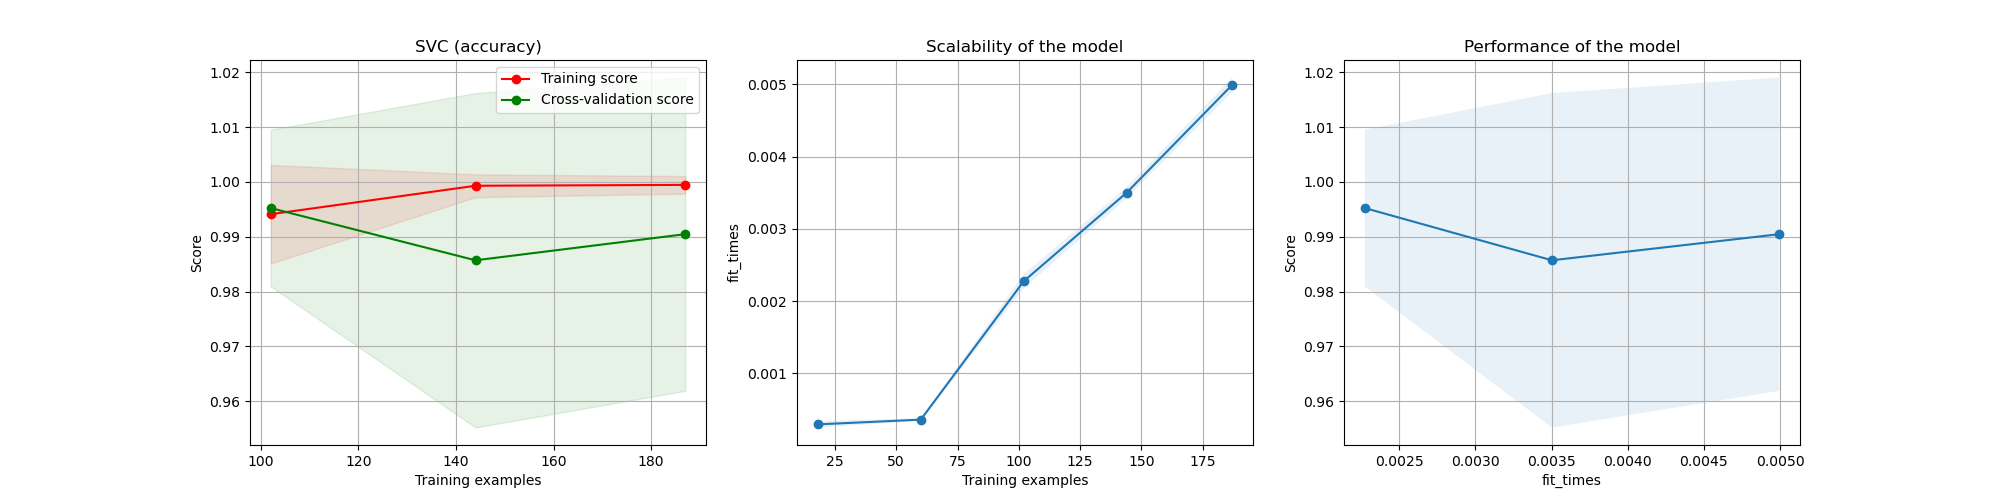 SVC (accuracy)
1.02
1.01
1.00
0.99
0.98
0.97
0.96
Score
Training score
Cross-validation score
100 120 140 160 180
Training examples
Scalability of the model
0.005
0.004
0.003
0.002
0.001
fit_times
25 50 75 100 125 150 175
Training examples
Performance of the model
1.02
1.01
1.00
0.99
0.98
0.97
0.96
Score
0.0025 0.0030 0.0035 0.0040 0.0045 0.0050
fit_times